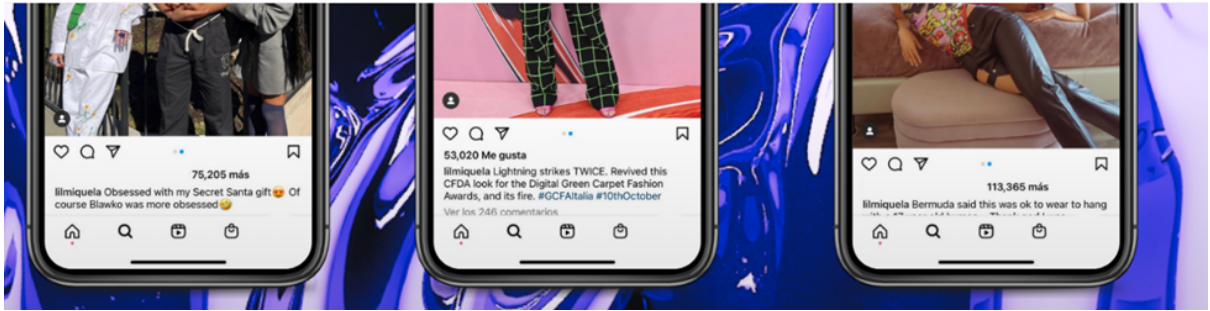 75,205 más
lilmiquela Obsessed with my Secret Santa gift😍 Of
course Blawko was more obsessed🤣
53,020 Me gusta
lilmiquela Lightning strikes TWICE. Revived this
CFDA look for the Digital Green Carpet Fashion
Awards, and its fire. #GCFAItalia #10thOctober
Ver los 246 comentarios
113,365 más
lilmiquela Bermuda said this was ok to wear to hang